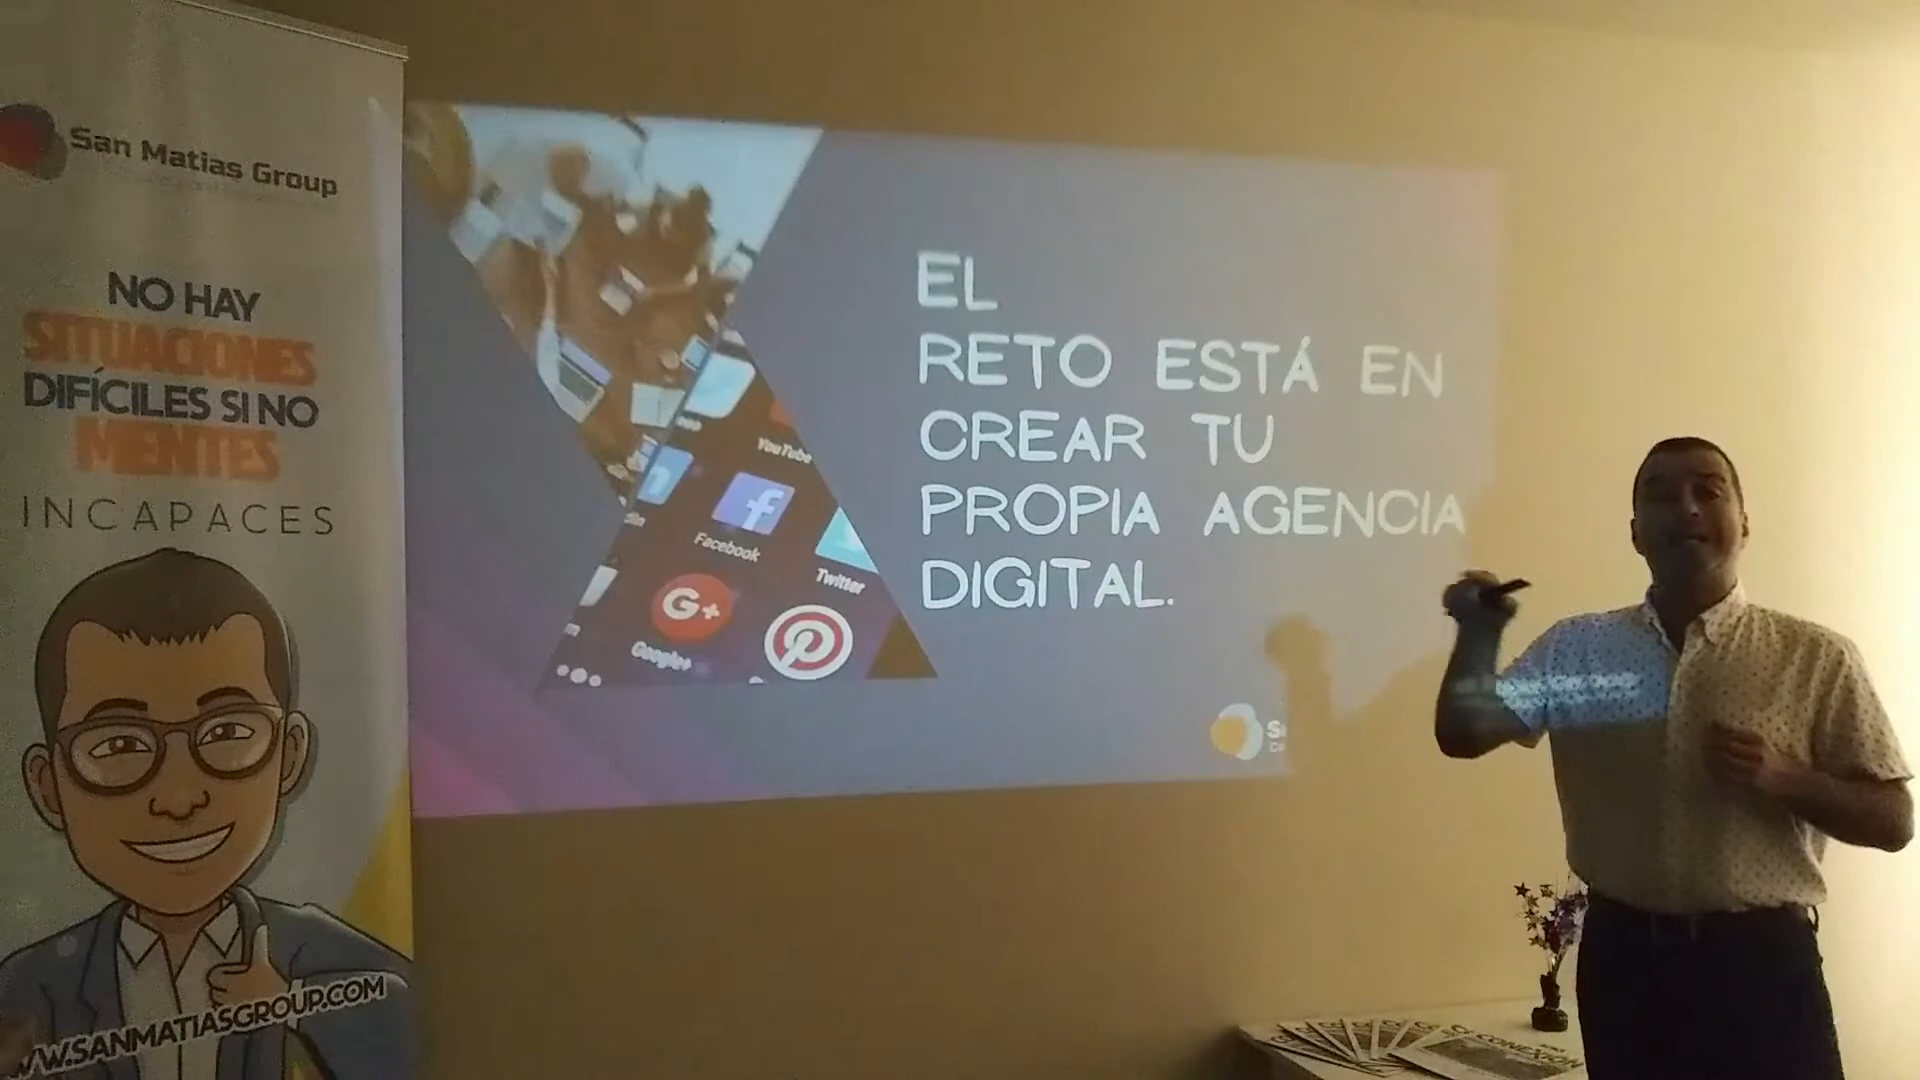 San Matias Group
NO HAY
SITUACIONES
DIFÍCILES SI NO
MENTES
INCAPACES
WWW.SANMATIASGROUP.COM
EL
RETO ESTÁ EN
CREAR TU
PROPIA AGENCIA
DIGITAL.
YouTube
Facebook
Twitter
G+
Google+
CONEXIÓN